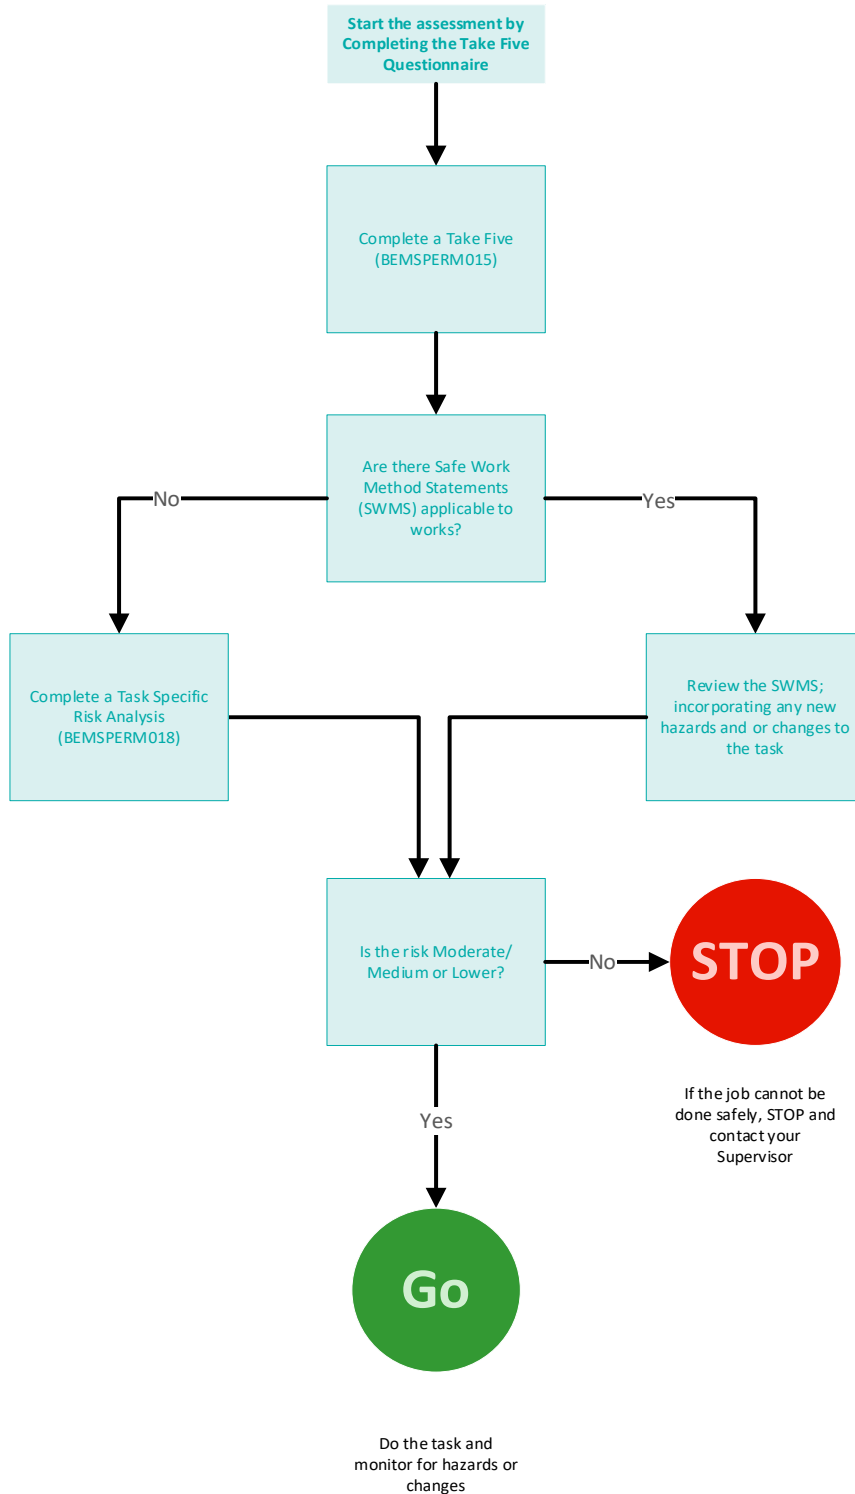 Start the assessment by
Completing the Take Five
Questionnaire
Complete a Take Five
(BEMSPERM015)
Are there Safe Work
Method Statements
(SWMS) applicable to
works?
No
Yes
Complete a Task Specific
Risk Analysis
(BEMSPERM018)
Review the SWMS;
incorporating any new
hazards and or changes to
the task
Is the risk Moderate/
Medium or Lower?
No
STOP
If the job cannot be
done safely, STOP and
contact your
Supervisor
Yes
Go
Do the task and
monitor for hazards or
changes